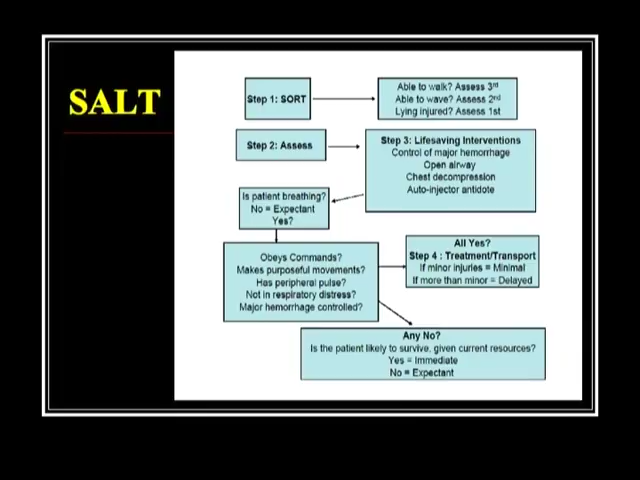 SALT
Step 1: SORT
Able to walk? Assess 3rd
Able to wave? Assess 2nd
Lying injured? Assess 1st
Step 2: Assess
Step 3: Lifesaving Interventions
Control of major hemorrhage
Open airway
Chest decompression
Auto-injector antidote
Is patient breathing?
No = Expectant
Yes?
Obeys Commands?
Makes purposeful movements?
Has peripheral pulse?
Not in respiratory distress?
Major hemorrhage controlled?
All Yes?
Step 4 : Treatment/Transport
If minor injuries = Minimal
If more than minor = Delayed
Any No?
Is the patient likely to survive, given current resources?
Yes = Immediate
No = Expectant